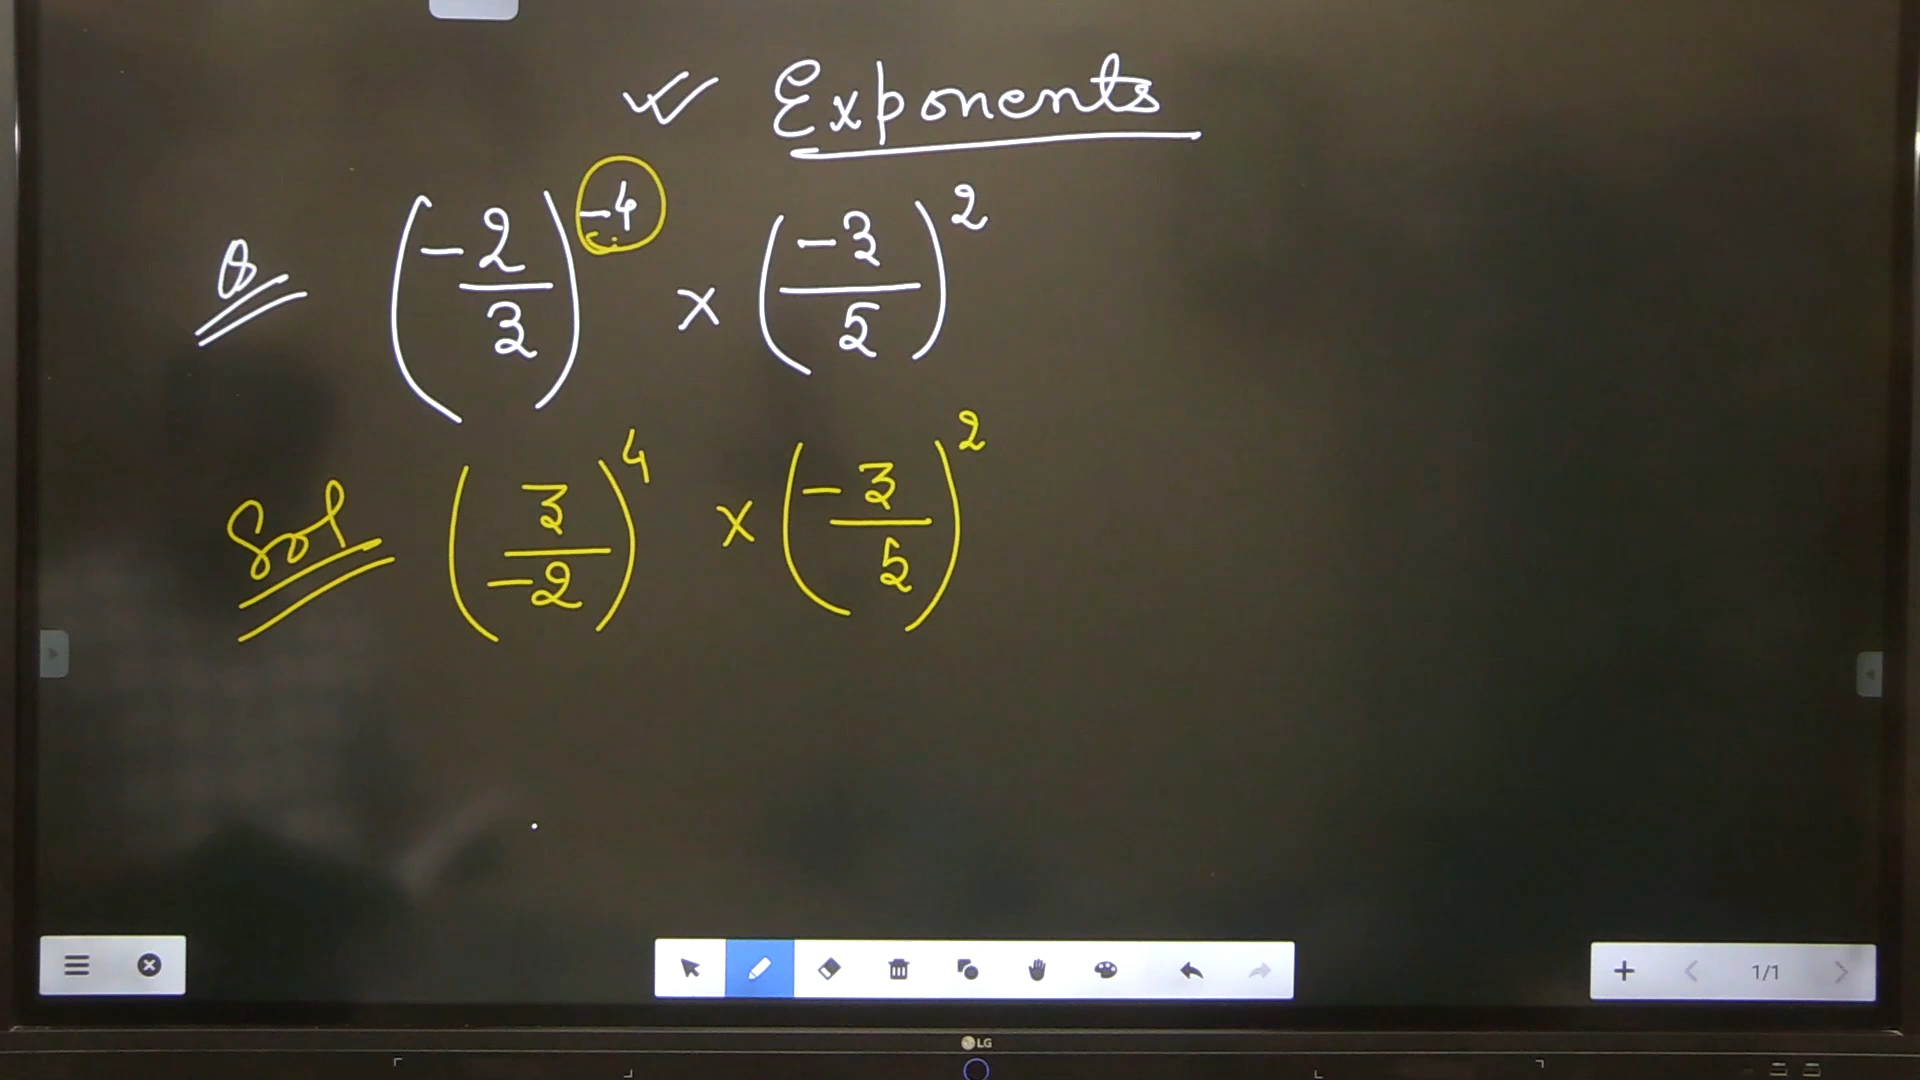 Exponents
Q (-2/3)^-4 × (-3/5)^2
Sol (3/-2)^4 × (-3/5)^2
1/1
LG